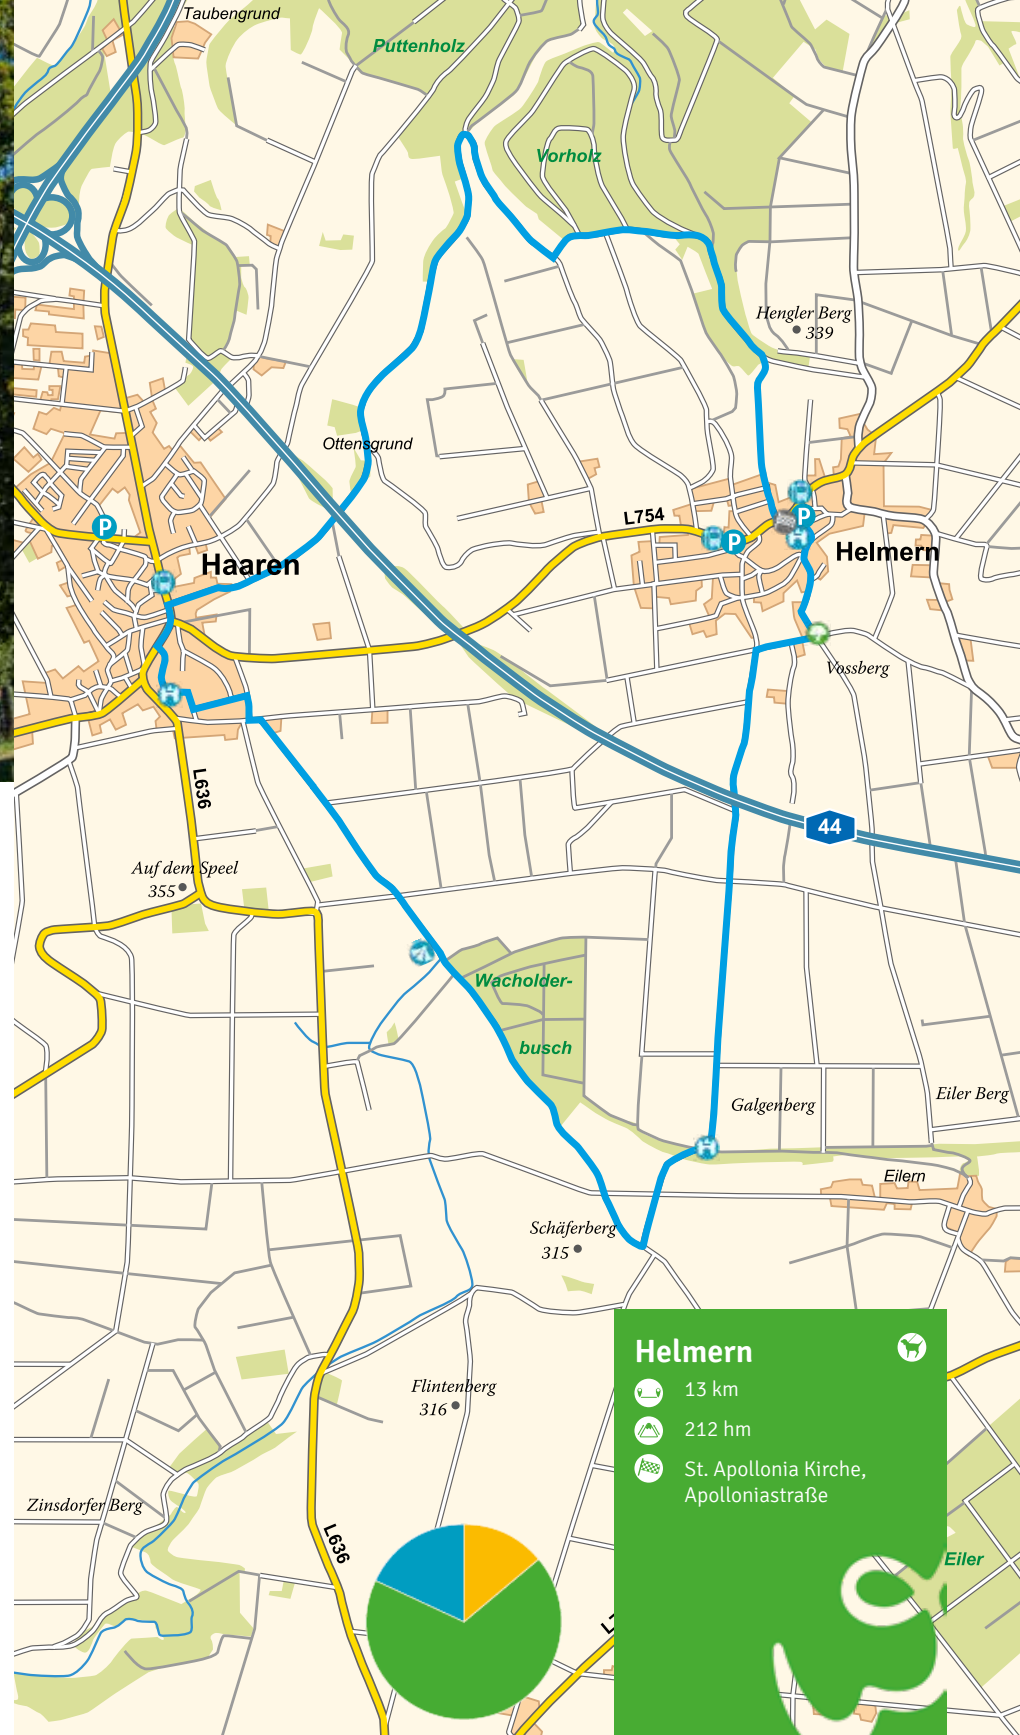 Taubengrund
Puttenholz
Vorholz
Hengler Berg
339
Ottensgrund
L754
P
P
P
Haaren
Helmern
Vossberg
L636
44
Auf dem Speel
355
Wacholder-
busch
Galgenberg
Eiler Berg
Eilern
Schäferberg
315
Helmern
13 km
212 hm
St. Apollonia Kirche,
Apolloniastraße
Flintenberg
316
Zinsdorfer Berg
L636
Eiler